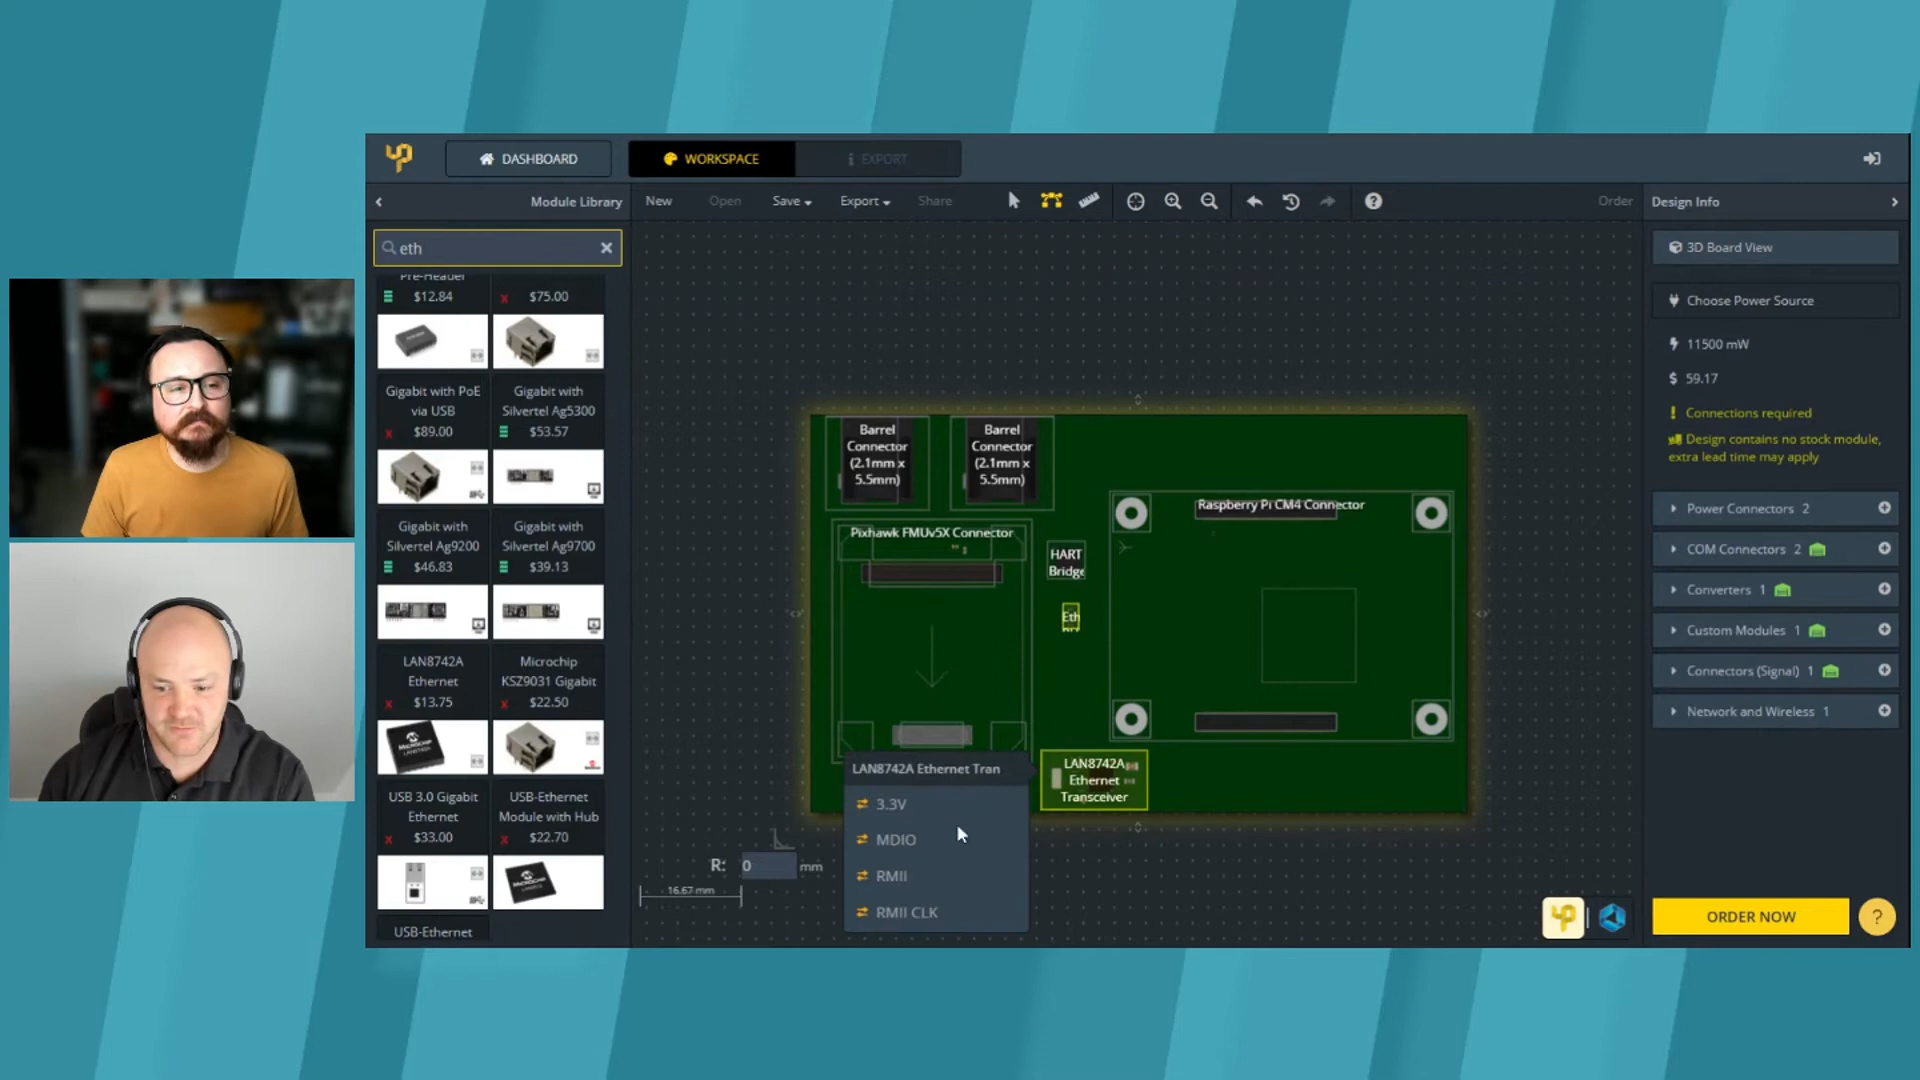 DASHBOARD
WORKSPACE
EXPORT
Module Library
New
Open
Save
Export
Share
Order
Design Info
eth
Pre-Header
$12.84
$75.00
Gigabit with PoE
via USB
$89.00
Gigabit with
Silvertel Ag5300
$53.57
Gigabit with
Silvertel Ag9200
$46.83
Gigabit with
Silvertel Ag9700
$39.13
LAN8742A
Ethernet
$13.75
Microchip
KSZ9031 Gigabit
$22.50
USB 3.0 Gigabit
Ethernet
$33.00
USB-Ethernet
Module with Hub
$22.70
USB-Ethernet
Barrel
Connector
(2.1mm x
5.5mm)
Barrel
Connector
(2.1mm x
5.5mm)
Pixhawk FMUv5X Connector
HART
Bridge
Eth
Raspberry Pi CM4 Connector
LAN8742A
Ethernet
Transceiver
LAN8742A Ethernet Tran
3.3V
MDIO
RMII
RMII CLK
R: 0 mm
16.67 mm
3D Board View
Choose Power Source
11500 mW
$ 59.17
Connections required
Design contains no stock module,
extra lead time may apply
Power Connectors 2
COM Connectors 2
Converters 1
Custom Modules 1
Connectors (Signal) 1
Network and Wireless 1
ORDER NOW
?